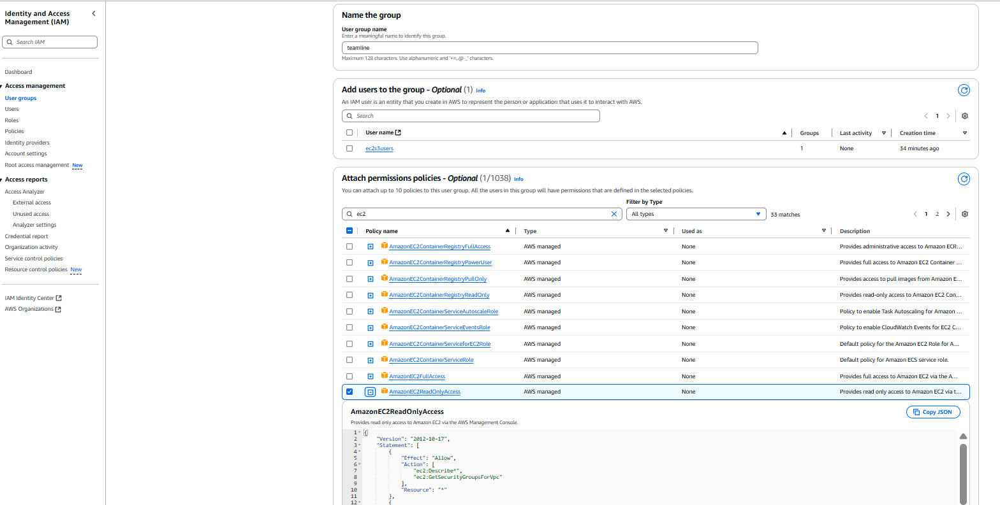 Identity and Access
Management (IAM)
Search IAM
Dashboard
Access management
User groups
Users
Roles
Policies
Identity providers
Account settings
Root access management New
Access reports
Access Analyzer
External access
Unused access
Analyzer settings
Credential report
Organization activity
Service control policies
Resource control policies New
IAM Identity Center
AWS Organizations
Name the group
User group name
Enter a meaningful name to identify this group.
teamline
Maximum 128 characters. Use alphanumeric and '+=,.@-_' characters.
Add users to the group - Optional (1) Info
An IAM user is an entity that you create in AWS to represent the person or application that uses it to interact with AWS.
Search
1
User name Groups Last activity Creation time
ec2s3users 1 None 34 minutes ago
Attach permissions policies - Optional (1/1038) Info
You can attach up to 10 policies to this user group. All the users in this group will have permissions that are defined in the selected policies.
Filter by Type
ec2 All types 33 matches 1 2
Policy name Type Used as Description
AmazonEC2ContainerRegistryFullAccess AWS managed None Provides administrative access to Amazon ECR...
AmazonEC2ContainerRegistryPowerUser AWS managed None Provides full access to Amazon EC2 Container ...
AmazonEC2ContainerRegistryPullOnly AWS managed None Provides access to pull images from Amazon E...
AmazonEC2ContainerRegistryReadOnly AWS managed None Provides read-only access to Amazon EC2 Con...
AmazonEC2ContainerServiceAutoscaleRole AWS managed None Policy to enable Task Autoscaling for Amazon ...
AmazonEC2ContainerServiceEventsRole AWS managed None Policy to enable CloudWatch Events for EC2 C...
AmazonEC2ContainerServiceforEC2Role AWS managed None Default policy for the Amazon EC2 Role for A...
AmazonEC2ContainerServiceRole AWS managed None Default policy for Amazon ECS service role.
AmazonEC2FullAccess AWS managed None Provides full access to Amazon EC2 via the A...
AmazonEC2ReadOnlyAccess AWS managed None Provides read only access to Amazon EC2 via t...
AmazonEC2ReadOnlyAccess Copy JSON
Provides read only access to Amazon EC2 via the AWS Management Console.
1 {
2 "Version": "2012-10-17",
3 "Statement": [
4 {
5 "Effect": "Allow",
6 "Action": [
7 "ec2:Describe*",
8 "ec2:GetSecurityGroupsForVpc"
9 ],
10 "Resource": "*"
11 },
12 {